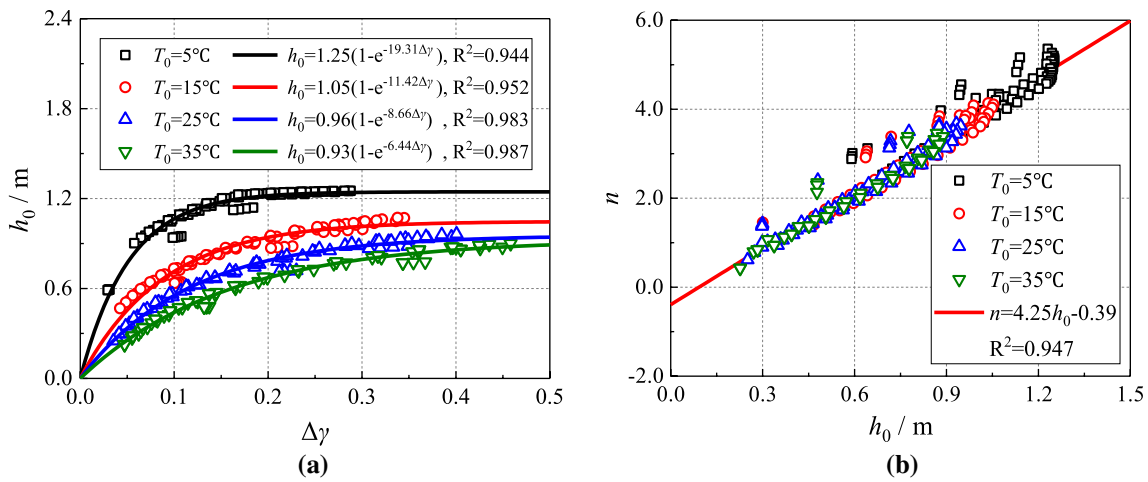 2.4
1.8
1.2
0.6
0.0
h₀ / m
T₀=5℃ h₀=1.25(1-e^-19.31Δγ), R²=0.944
T₀=15℃ h₀=1.05(1-e^-11.42Δγ), R²=0.952
T₀=25℃ h₀=0.96(1-e^-8.66Δγ) , R²=0.983
T₀=35℃ h₀=0.93(1-e^-6.44Δγ) , R²=0.987
0.0 0.1 0.2 0.3 0.4 0.5
Δγ
(a)
6.0
4.0
2.0
0.0
-2.0
n
T₀=5℃
T₀=15℃
T₀=25℃
T₀=35℃
n=4.25h₀-0.39
R²=0.947
0.0 0.3 0.6 0.9 1.2 1.5
h₀ / m
(b)